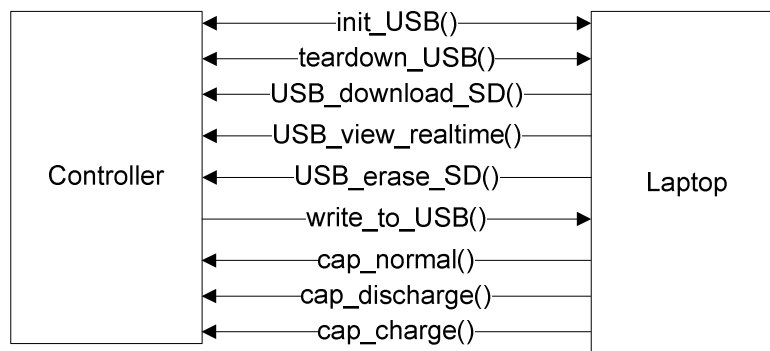 init_USB()
teardown_USB()
USB_download_SD()
USB_view_realtime()
USB_erase_SD()
Controller
Laptop
write_to_USB()
cap_normal()
cap_discharge()
cap_charge()